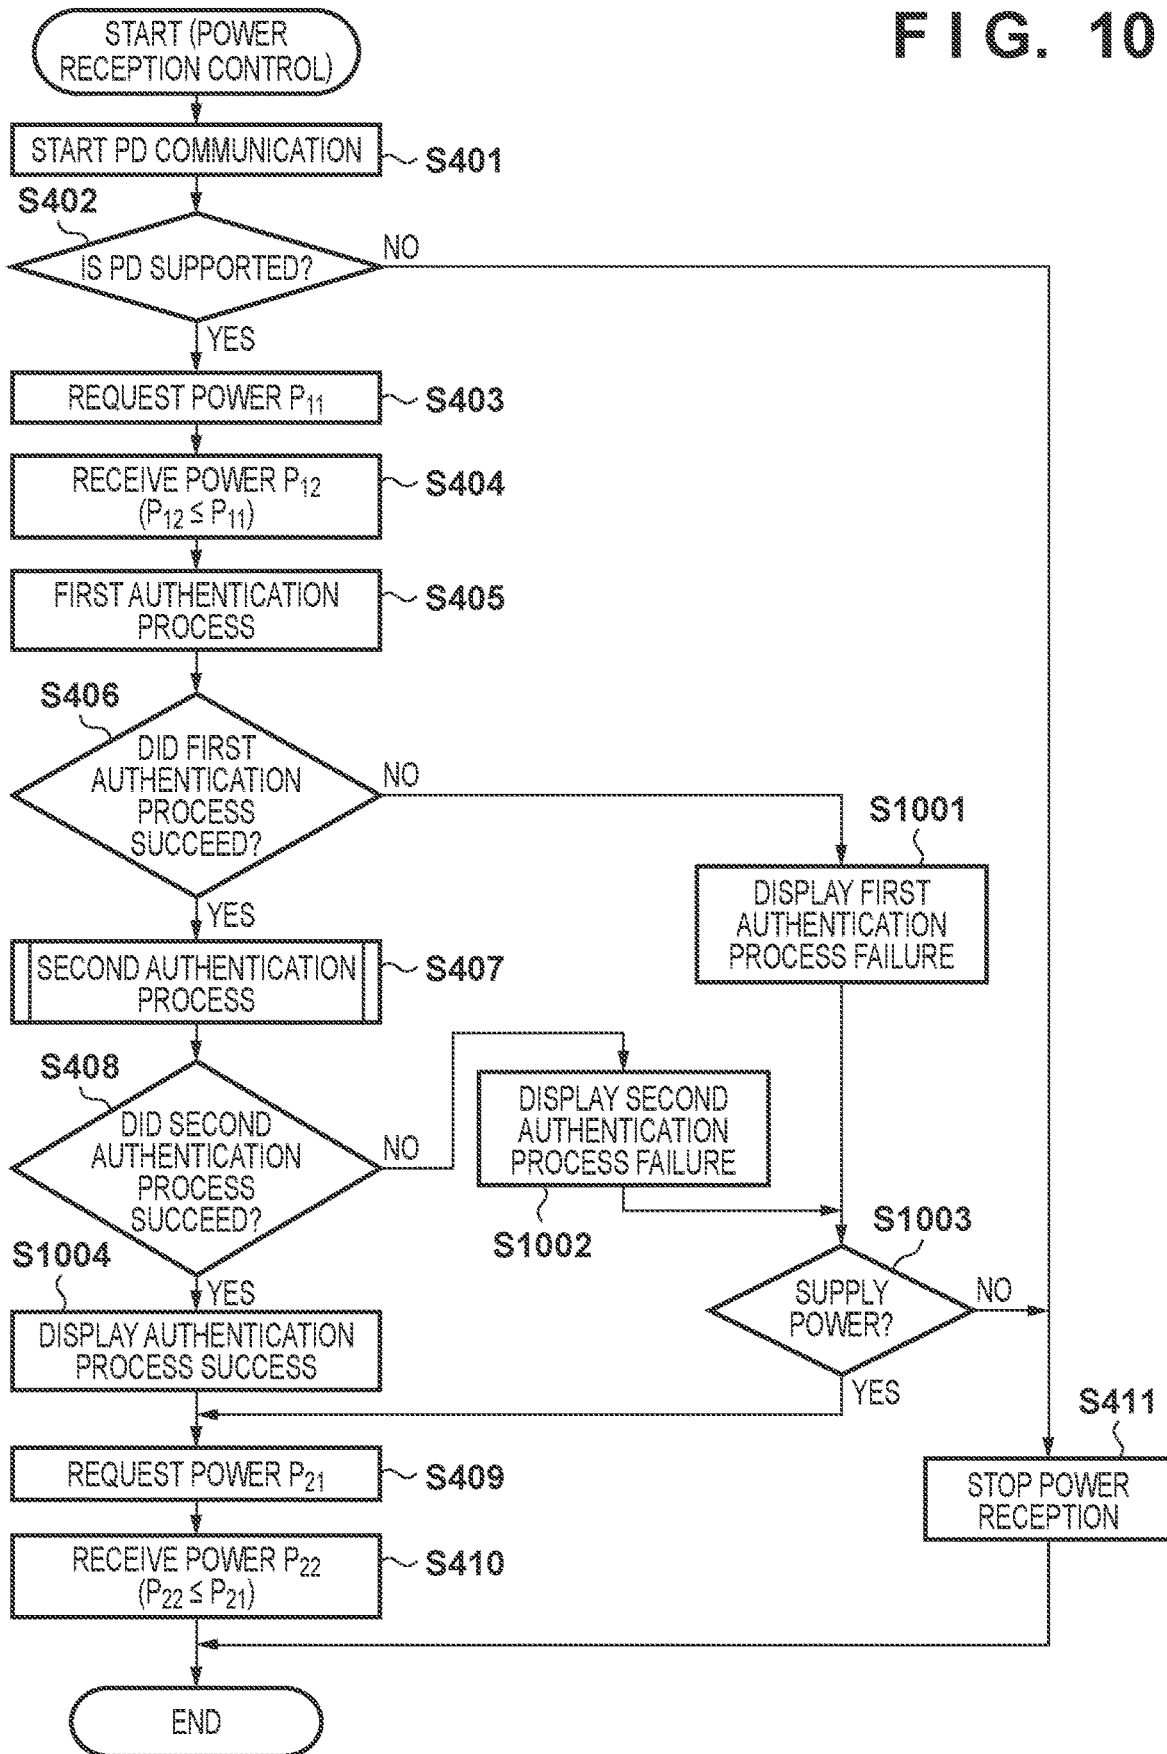 FIG. 10
START (POWER
RECEPTION CONTROL)
START PD COMMUNICATION
S401
S402
IS PD SUPPORTED?
NO
YES
REQUEST POWER P11
S403
RECEIVE POWER P12
(P12 ≤ P11)
S404
FIRST AUTHENTICATION
PROCESS
S405
S406
DID FIRST
AUTHENTICATION
PROCESS
SUCCEED?
NO
YES
S1001
DISPLAY FIRST
AUTHENTICATION
PROCESS FAILURE
SECOND AUTHENTICATION
PROCESS
S407
S408
DID SECOND
AUTHENTICATION
PROCESS
SUCCEED?
NO
YES
DISPLAY SECOND
AUTHENTICATION
PROCESS FAILURE
S1002
S1003
SUPPLY
POWER?
NO
YES
S1004
DISPLAY AUTHENTICATION
PROCESS SUCCESS
REQUEST POWER P21
S409
S411
STOP POWER
RECEPTION
RECEIVE POWER P22
(P22 ≤ P21)
S410
END